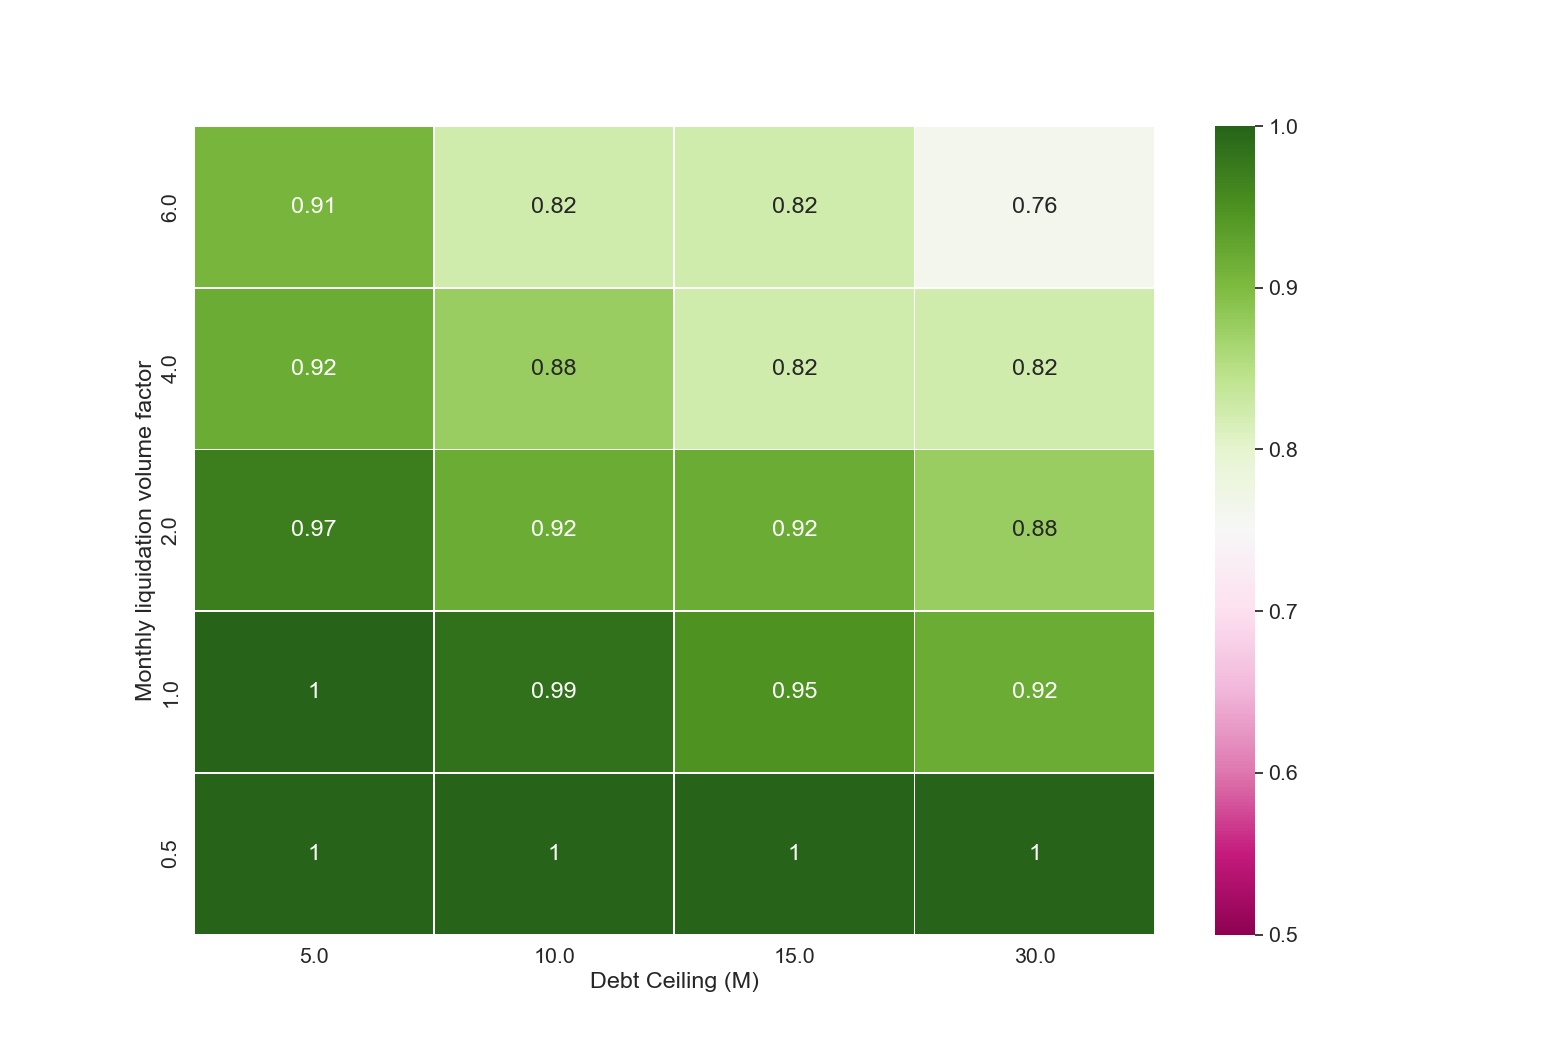 1.0
6.0 0.91 0.82 0.82 0.76
0.9
4.0 0.92 0.88 0.82 0.82
0.8
Monthly liquidation volume factor
2.0 0.97 0.92 0.92 0.88
0.7
1.0 1 0.99 0.95 0.92
0.6
0.5 1 1 1 1
0.5
5.0 10.0 15.0 30.0
Debt Ceiling (M)